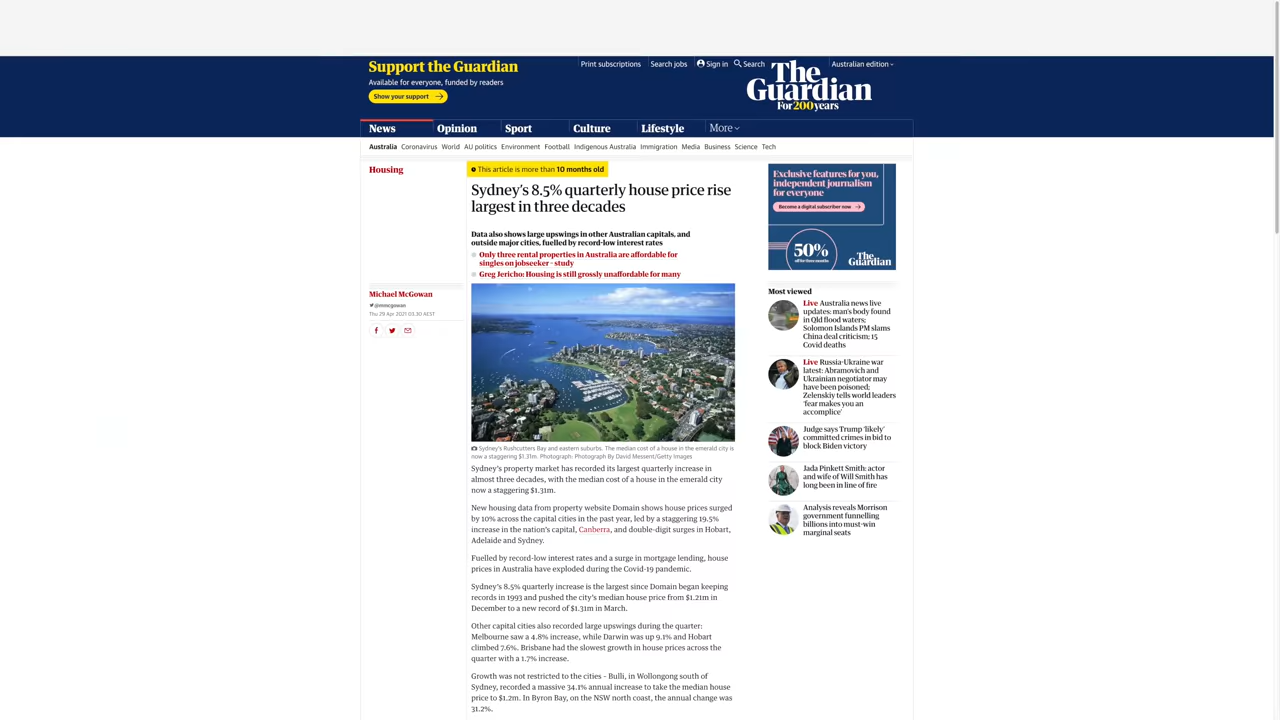 Support the Guardian
Available for everyone, funded by readers
Show your support
Print subscriptions
Search jobs
Sign in
Search
Australian edition
The
Guardian
For 200 years
News
Opinion
Sport
Culture
Lifestyle
More
Australia
Coronavirus
World
AU politics
Environment
Football
Indigenous Australia
Immigration
Media
Business
Science
Tech
Housing
This article is more than 10 months old
Sydney's 8.5% quarterly house price rise
largest in three decades
Data also shows large upswings in other Australian capitals, and
outside major cities, fuelled by record-low interest rates
Only three rental properties in Australia are affordable for
singles on jobseeker – study
Greg Jericho: Housing is still grossly unaffordable for many
Michael McGowan
@mmcgowan
Thu 29 Apr 2021 03.30 AEST
Sydney's Rushcutters Bay and eastern suburbs. The median cost of a house in the emerald city is
now a staggering $1.31m. Photograph: Photograph By David Messent/Getty Images
Sydney's property market has recorded its largest quarterly increase in
almost three decades, with the median cost of a house in the emerald city
now a staggering $1.31m.
New housing data from property website Domain shows house prices surged
by 10% across the capital cities in the past year, led by a staggering 19.5%
increase in the nation's capital, Canberra, and double-digit surges in Hobart,
Adelaide and Sydney.
Fuelled by record-low interest rates and a surge in mortgage lending, house
prices in Australia have exploded during the Covid-19 pandemic.
Sydney's 8.5% quarterly increase is the largest since Domain began keeping
records in 1993 and pushed the city's median house price from $1.21m in
December to a new record of $1.31m in March.
Other capital cities also recorded large upswings during the quarter:
Melbourne saw a 4.8% increase, while Darwin was up 9.1% and Hobart
climbed 7.6%. Brisbane had the slowest growth in house prices across the
quarter with a 1.7% increase.
Growth was not restricted to the cities – Bulli, in Wollongong south of
Sydney, recorded a massive 34.1% annual increase to take the median house
price to $1.2m. In Byron Bay, on the NSW north coast, the annual change was
31.2%.
Exclusive features for you,
independent journalism
for everyone
Become a digital subscriber now
50%
off for three months
The
Guardian
Most viewed
Live Australia news live
updates: man's body found
in Qld flood waters;
Solomon Islands PM slams
China deal criticism; 15
Covid deaths
Live Russia-Ukraine war
latest: Abramovich and
Ukrainian negotiator may
have been poisoned;
Zelenskiy tells world leaders
'fear makes you an
accomplice'
Judge says Trump 'likely'
committed crimes in bid to
block Biden victory
Jada Pinkett Smith: actor
and wife of Will Smith has
long been in line of fire
Analysis reveals Morrison
government funnelling
billions into must-win
marginal seats